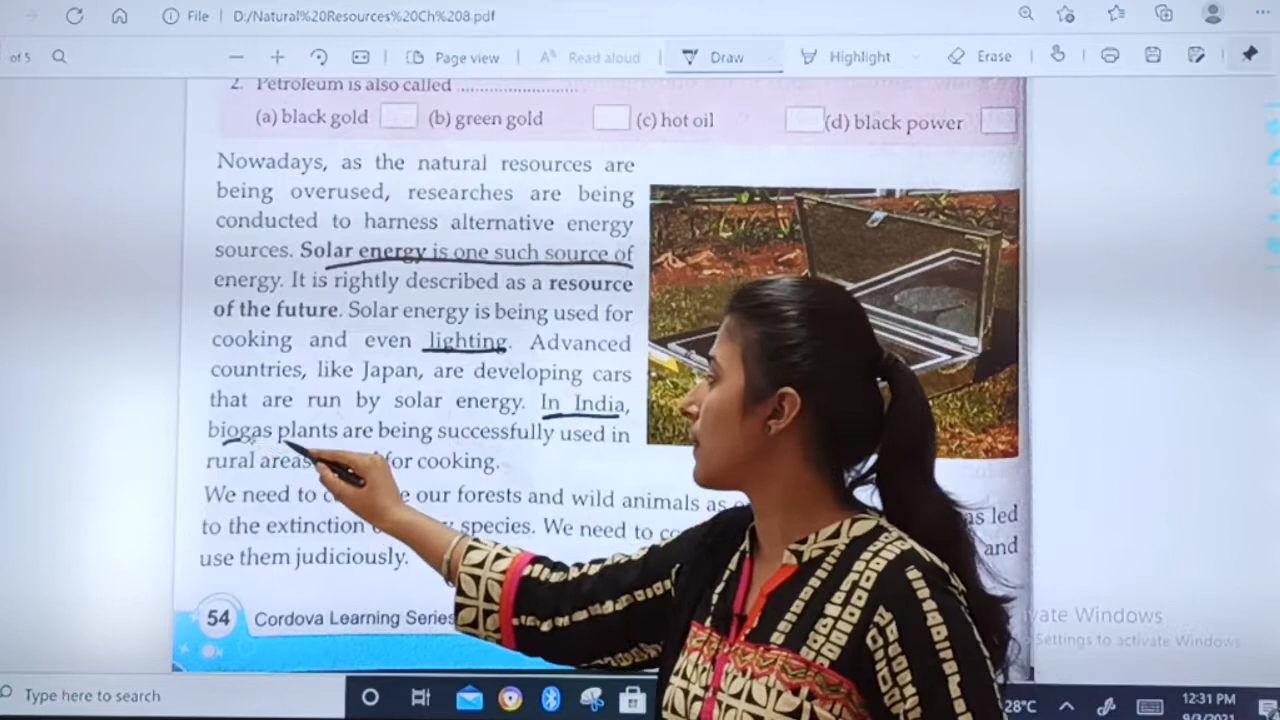 File | D:/Natural%20Resources%20Ch%208.pdf
of 5
Page view
Read aloud
Draw
Highlight
Erase
2. Petroleum is also called ..............................
(a) black gold (b) green gold (c) hot oil (d) black power
Nowadays, as the natural resources are
being overused, researches are being
conducted to harness alternative energy
sources. Solar energy is one such source of
energy. It is rightly described as a resource
of the future. Solar energy is being used for
cooking and even lighting. Advanced
countries, like Japan, are developing cars
that are run by solar energy. In India,
biogas plants are being successfully used in
rural areas for cooking.
We need to our forests and wild animals as led
to the extinction species. We need to and
use them judiciously.
54 Cordova Learning Series
vate Windows
Settings to activate Windows
Type here to search
28°C
12:31 PM